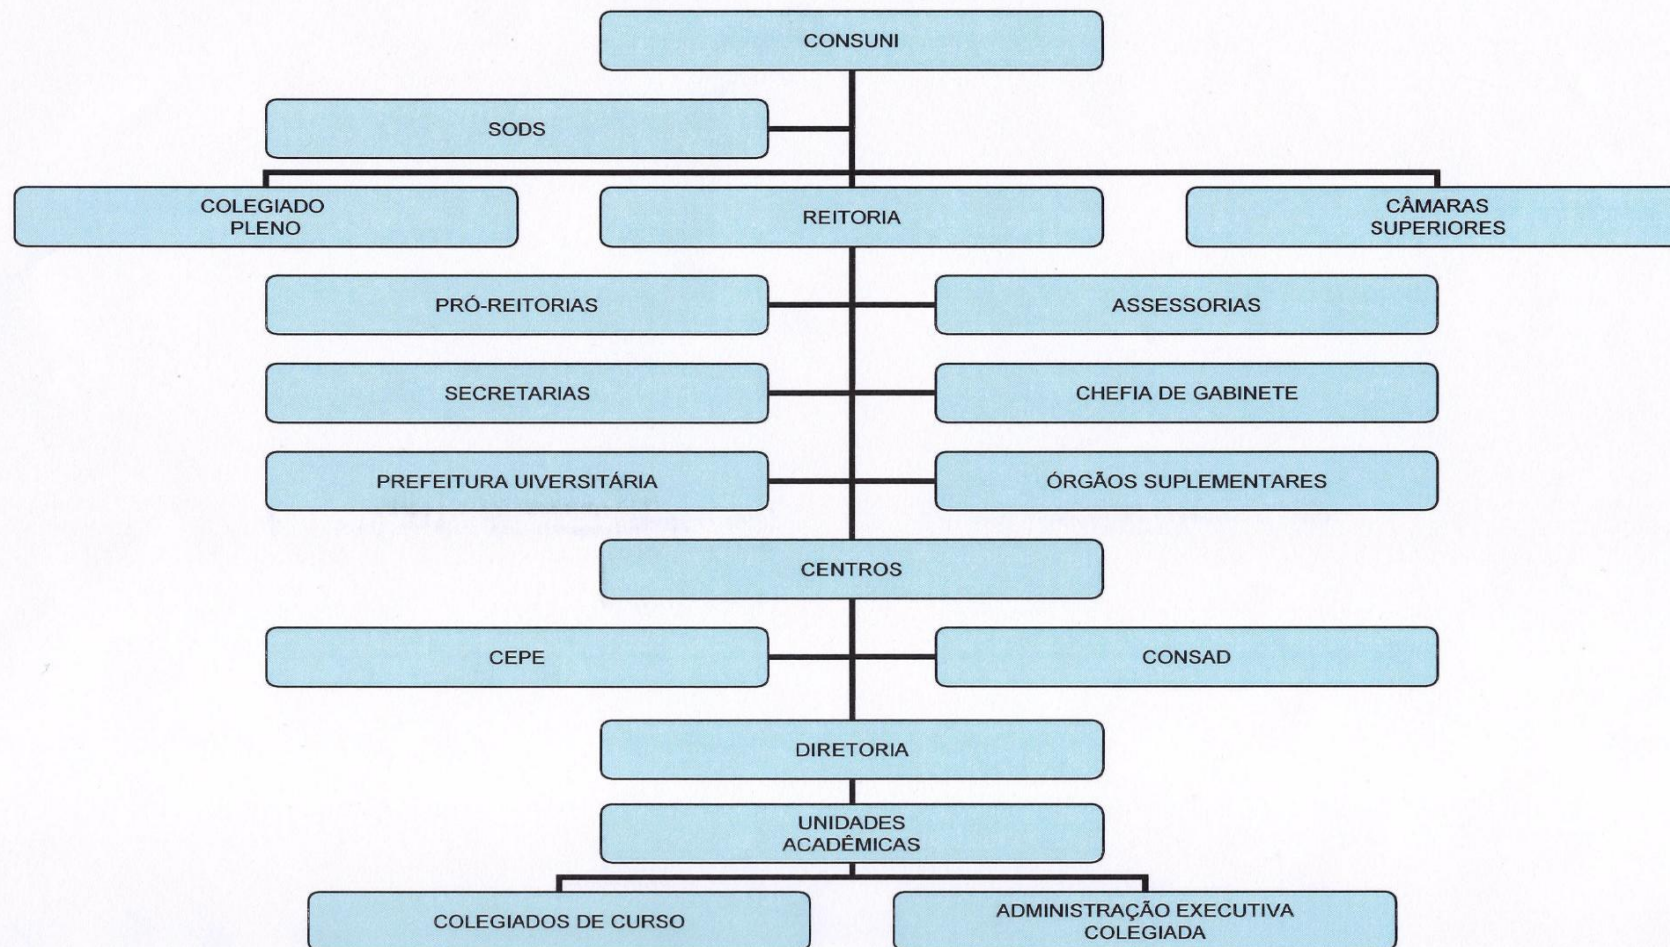 CONSUNI
SODS
COLEGIADO
PLENO
REITORIA
CÂMARAS
SUPERIORES
PRÓ-REITORIAS
ASSESSORIAS
SECRETARIAS
CHEFIA DE GABINETE
PREFEITURA UIVERSITÁRIA
ÓRGÃOS SUPLEMENTARES
CENTROS
CEPE
CONSAD
DIRETORIA
UNIDADES
ACADÊMICAS
COLEGIADOS DE CURSO
ADMINISTRAÇÃO EXECUTIVA
COLEGIADA